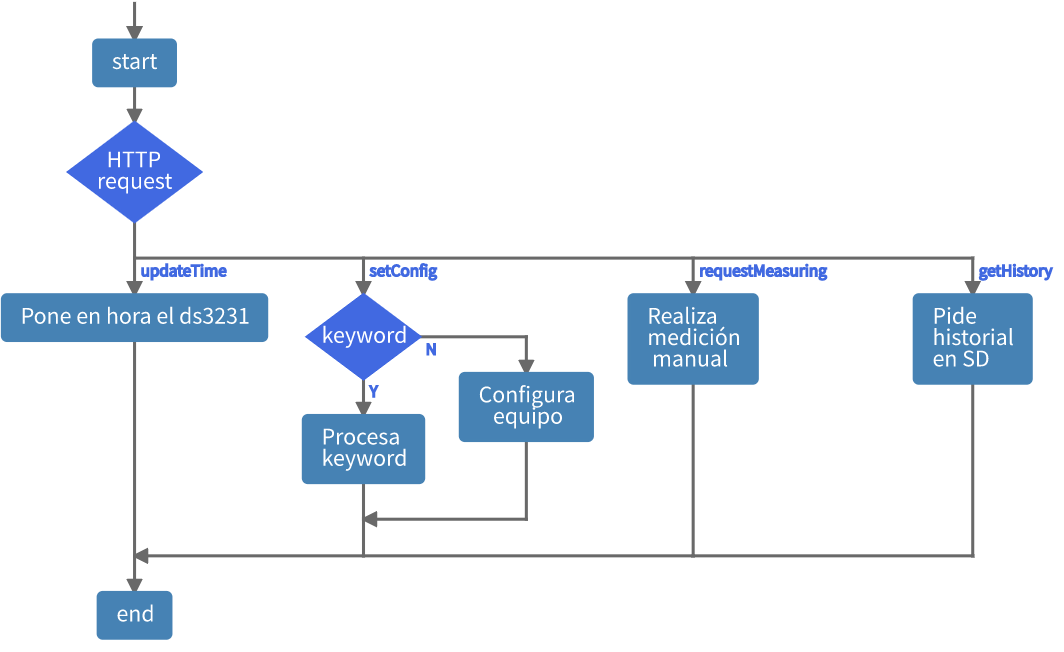 start
HTTP
request
updateTime
setConfig
requestMeasuring
getHistory
Pone en hora el ds3231
keyword
N
Y
Realiza
medición
manual
Pide
historial
en SD
Configura
equipo
Procesa
keyword
end